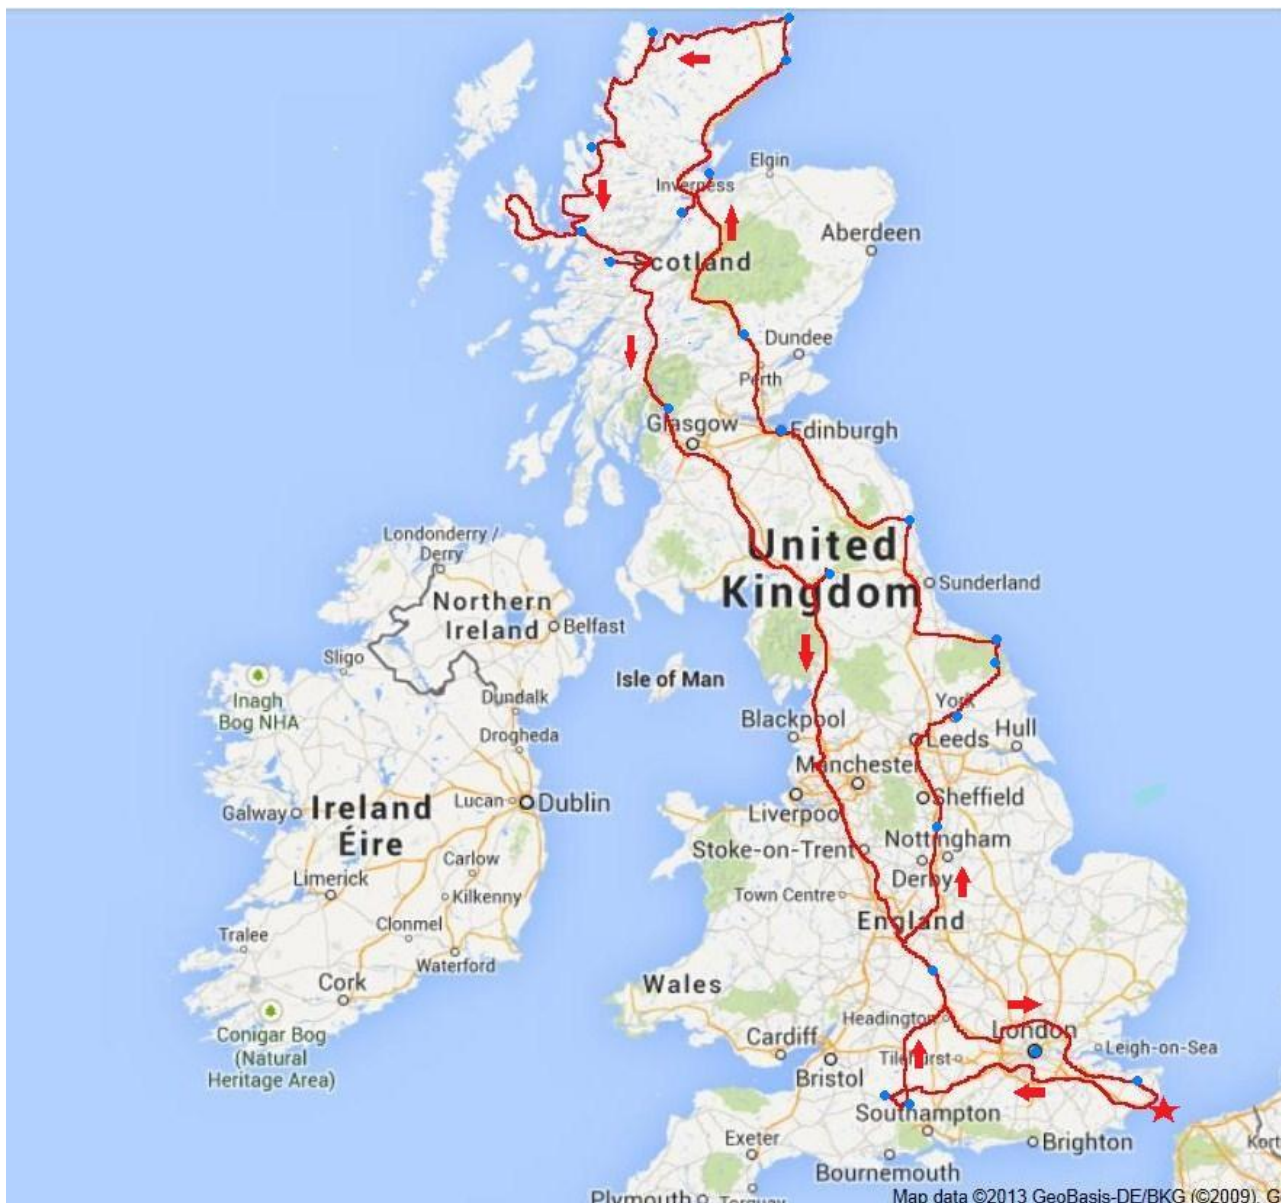 Elgin
Inverness
Aberdeen
Scotland
Dundee
Perth
Glasgow
Edinburgh
Londonderry /
Derry
United
Kingdom
Sunderland
Northern
Ireland
Belfast
Sligo
Isle of Man
Inagh
Bog NHA
Dundalk
York
Blackpool
Hull
Drogheda
Leeds
Manchester
Galway
Ireland
Éire
Lucan
Dublin
Liverpool
Sheffield
Stoke-on-Trent
Nottingham
Derby
Carlow
Limerick
Kilkenny
Town Centre
England
Clonmel
Tralee
Waterford
Cork
Wales
Conigar Bog
(Natural
Heritage Area)
Headington
London
Cardiff
Tilehurst
Leigh-on-Sea
Bristol
Southampton
Exeter
Brighton
Bournemouth
Kort
Plymouth
Torquay
Map data ©2013 GeoBasis-DE/BKG (©2009), G